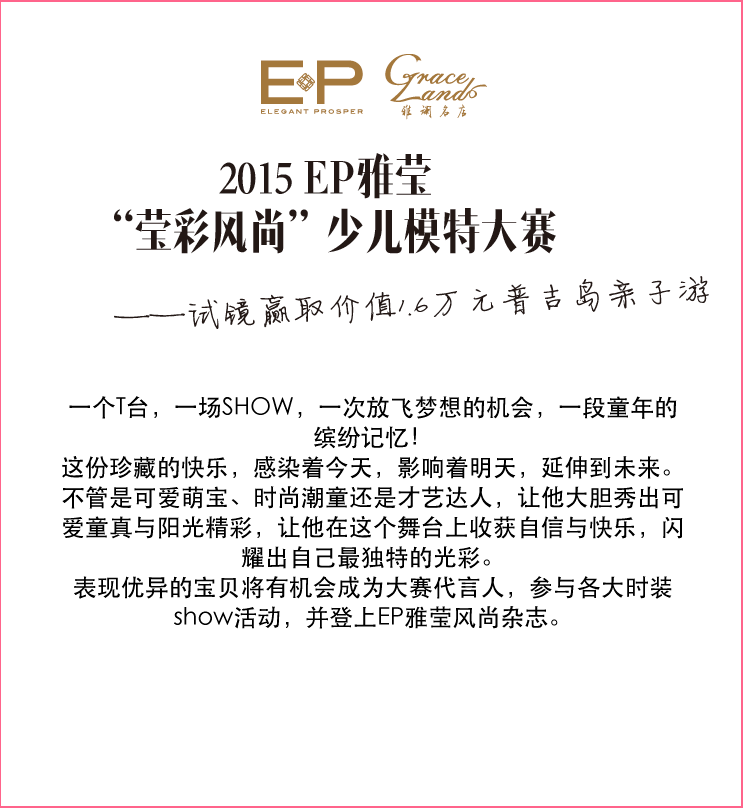 EP
ELEGANT PROSPER
Grace
Land
雅斓名店
2015 EP雅莹
“莹彩风尚”少儿模特大赛
——试镜赢取价值1.6万元普吉岛亲子游
一个T台，一场SHOW，一次放飞梦想的机会，一段童年的
缤纷记忆！
这份珍藏的快乐，感染着今天，影响着明天，延伸到未来。
不管是可爱萌宝、时尚潮童还是才艺达人，让他大胆秀出可
爱童真与阳光精彩，让他在这个舞台上收获自信与快乐，闪
耀出自己最独特的光彩。
表现优异的宝贝将有机会成为大赛代言人，参与各大时装
show活动，并登上EP雅莹风尚杂志。